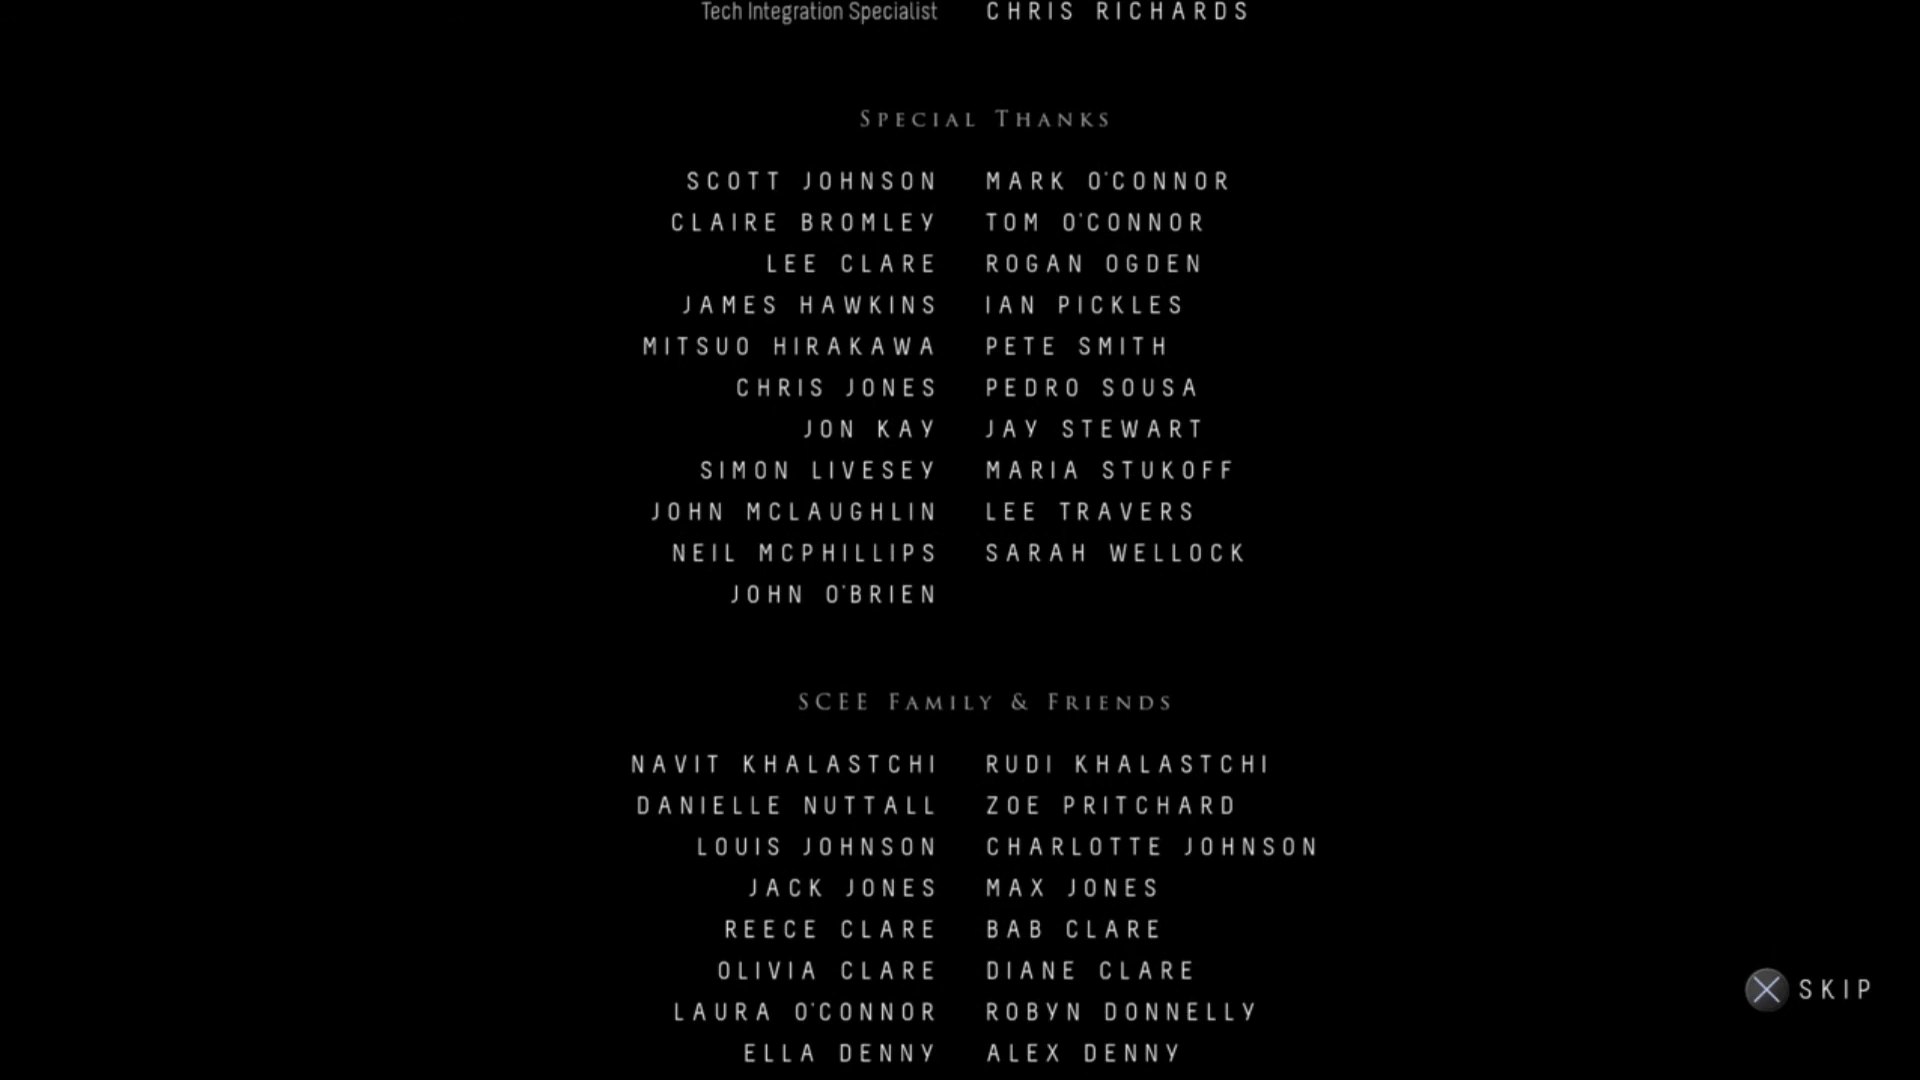 Tech Integration Specialist CHRIS RICHARDS
SPECIAL THANKS
SCOTT JOHNSON MARK O'CONNOR
CLAIRE BROMLEY TOM O'CONNOR
LEE CLARE ROGAN OGDEN
JAMES HAWKINS IAN PICKLES
MITSUO HIRAKAWA PETE SMITH
CHRIS JONES PEDRO SOUSA
JON KAY JAY STEWART
SIMON LIVESEY MARIA STUKOFF
JOHN MCLAUGHLIN LEE TRAVERS
NEIL MCPHILLIPS SARAH WELLOCK
JOHN O'BRIEN
SCEE FAMILY & FRIENDS
NAVIT KHALASTCHI RUDI KHALASTCHI
DANIELLE NUTTALL ZOE PRITCHARD
LOUIS JOHNSON CHARLOTTE JOHNSON
JACK JONES MAX JONES
REECE CLARE BAB CLARE
OLIVIA CLARE DIANE CLARE
LAURA O'CONNOR ROBYN DONNELLY
ELLA DENNY ALEX DENNY
SKIP